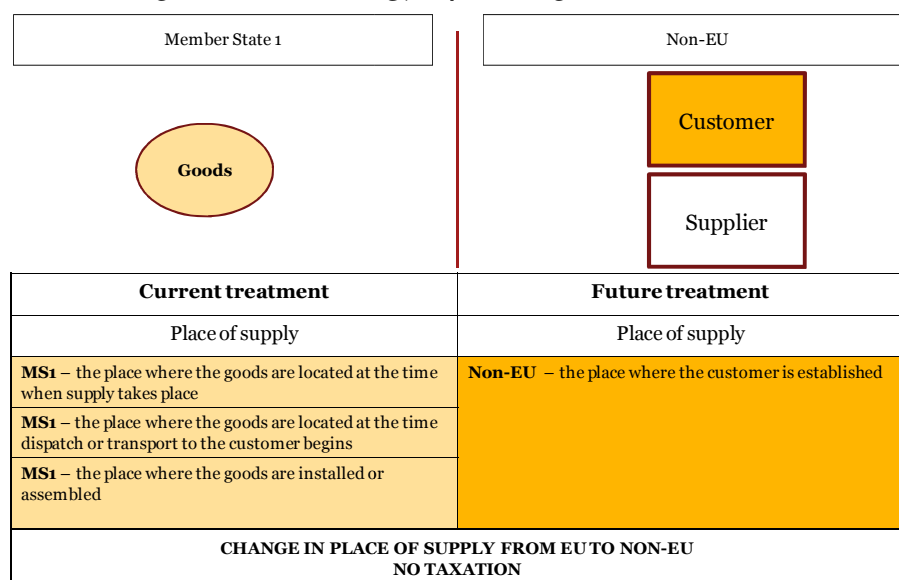 Member State 1
Non-EU
Customer
Goods
Supplier
Current treatment
Future treatment
Place of supply
Place of supply
MS1 – the place where the goods are located at the time
when supply takes place
Non-EU – the place where the customer is established
MS1 – the place where the goods are located at the time
dispatch or transport to the customer begins
MS1 – the place where the goods are installed or
assembled
CHANGE IN PLACE OF SUPPLY FROM EU TO NON-EU
NO TAXATION